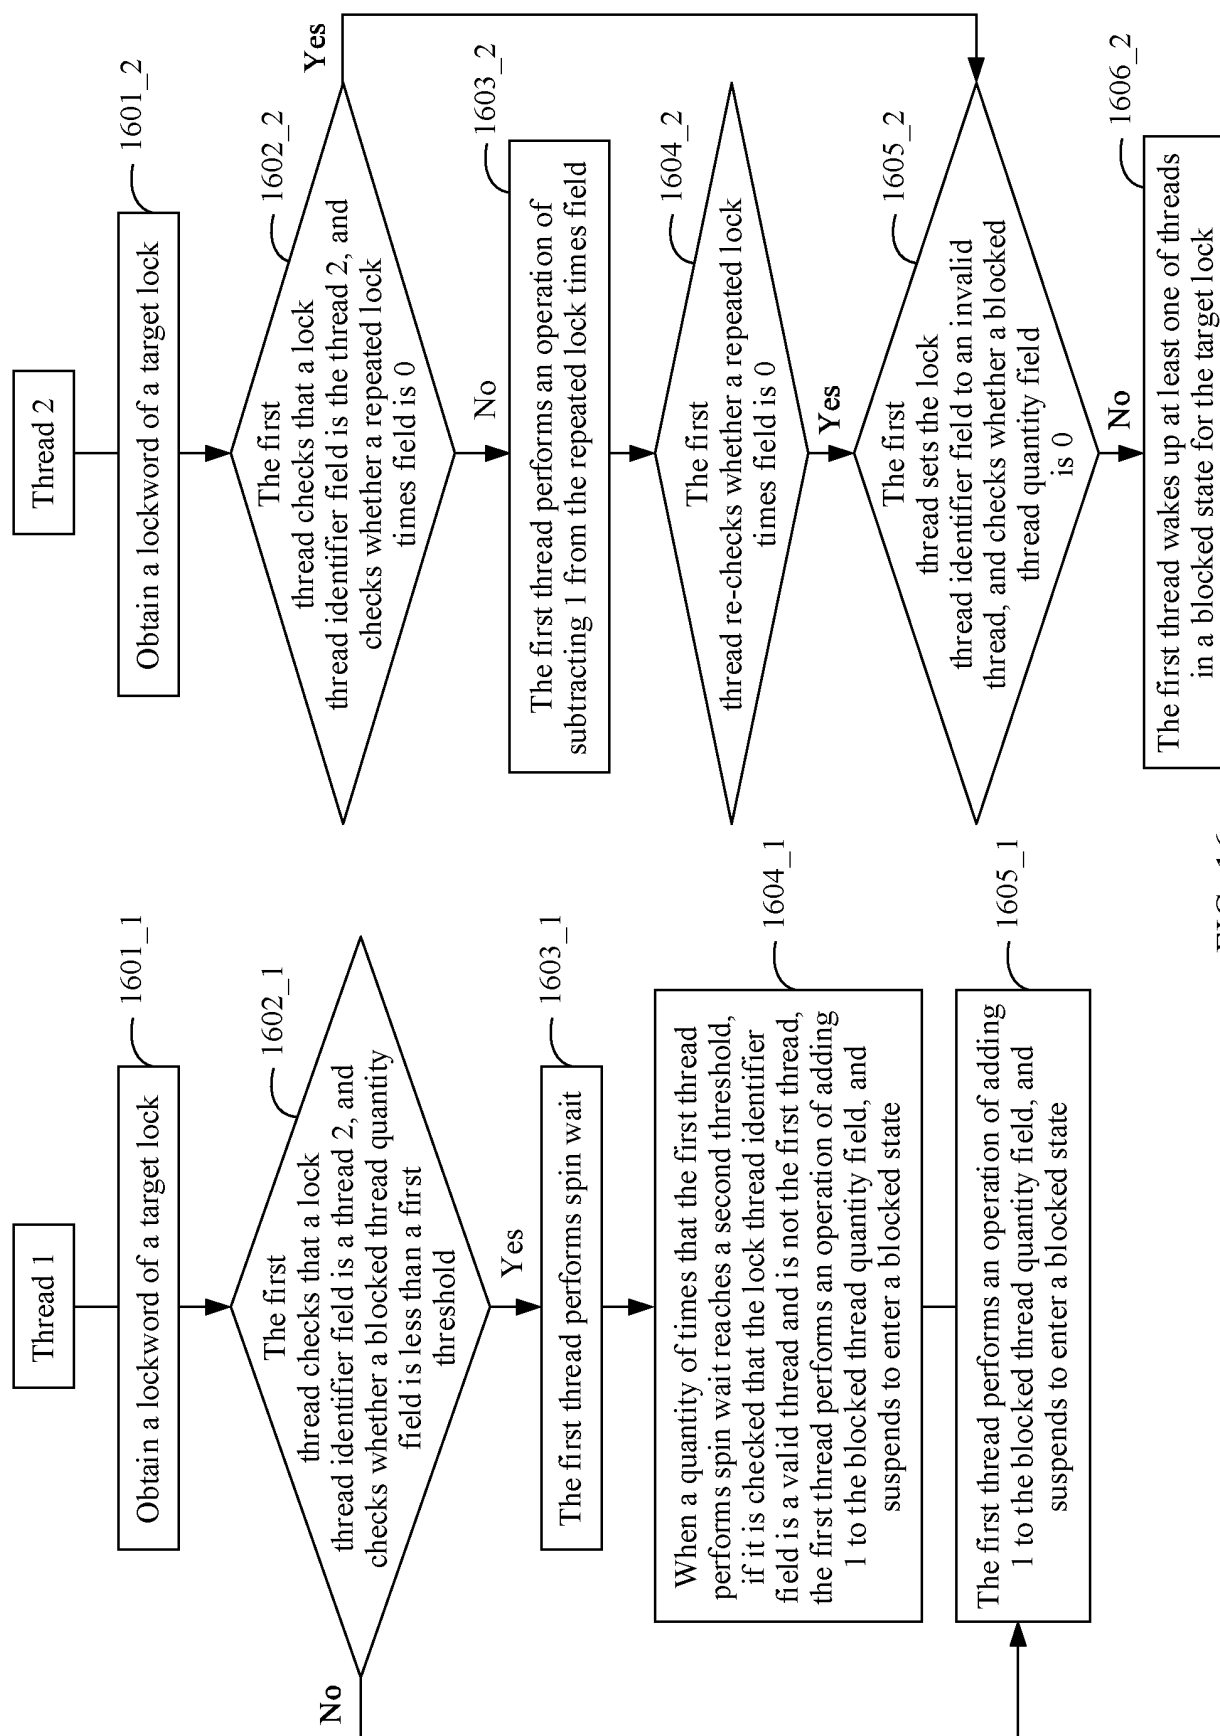 Thread 1
Obtain a lockword of a target lock
1601_1
The first
thread checks that a lock
thread identifier field is a thread 2, and
checks whether a blocked thread quantity
field is less than a first
threshold
1602_1
No
Yes
The first thread performs spin wait
1603_1
When a quantity of times that the first thread
performs spin wait reaches a second threshold,
if it is checked that the lock thread identifier
field is a valid thread and is not the first thread,
the first thread performs an operation of adding
1 to the blocked thread quantity field, and
suspends to enter a blocked state
1604_1
The first thread performs an operation of adding
1 to the blocked thread quantity field, and
suspends to enter a blocked state
1605_1
Thread 2
Obtain a lockword of a target lock
1601_2
The first
thread checks that a lock
thread identifier field is the thread 2, and
checks whether a repeated lock
times field is 0
1602_2
Yes
No
The first thread performs an operation of
subtracting 1 from the repeated lock times field
1603_2
The first
thread re-checks whether a repeated lock
times field is 0
1604_2
Yes
The first
thread sets the lock
thread identifier field to an invalid
thread, and checks whether a blocked
thread quantity field
is 0
1605_2
No
The first thread wakes up at least one of threads
in a blocked state for the target lock
1606_2